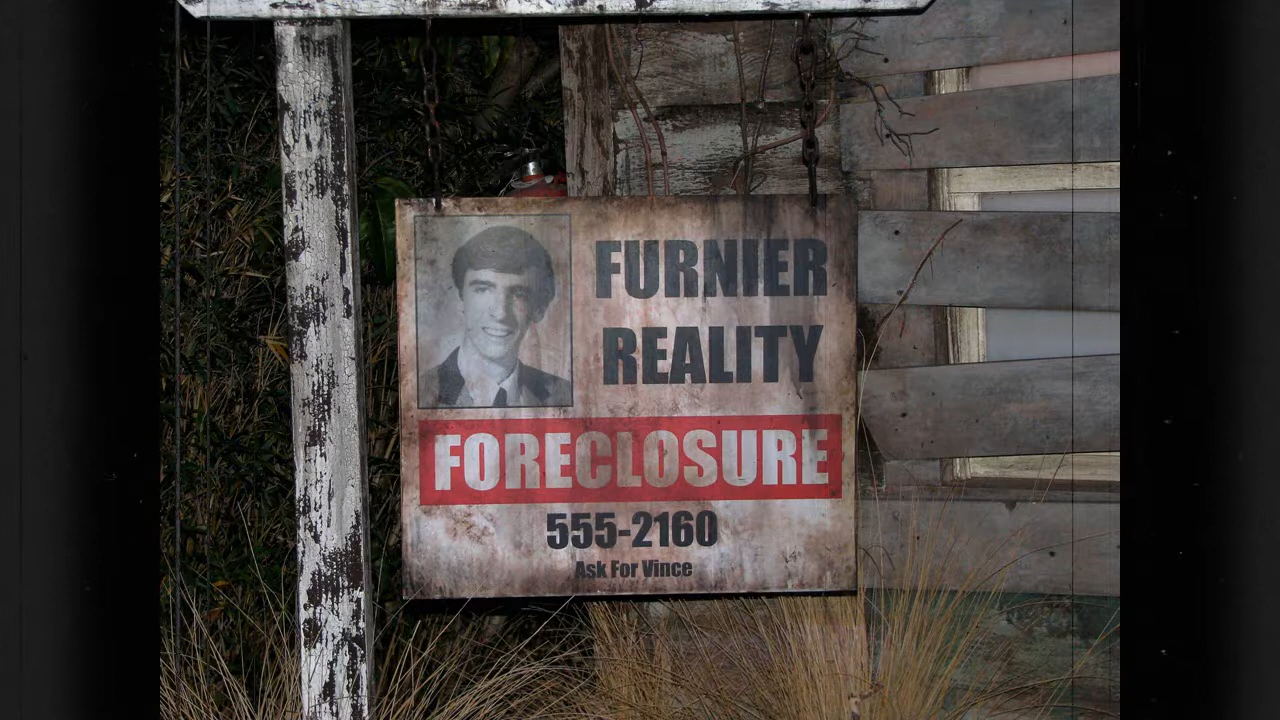 FURNIER
REALITY
FORECLOSURE
555-2160
Ask For Vince